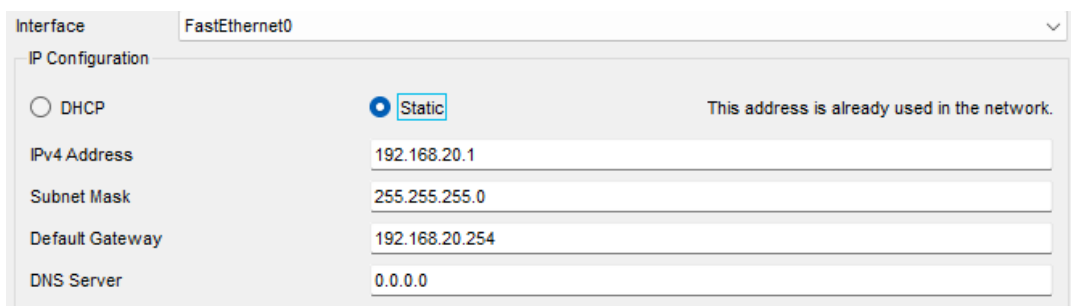 Interface FastEthernet0
IP Configuration
DHCP Static This address is already used in the network.
IPv4 Address 192.168.20.1
Subnet Mask 255.255.255.0
Default Gateway 192.168.20.254
DNS Server 0.0.0.0